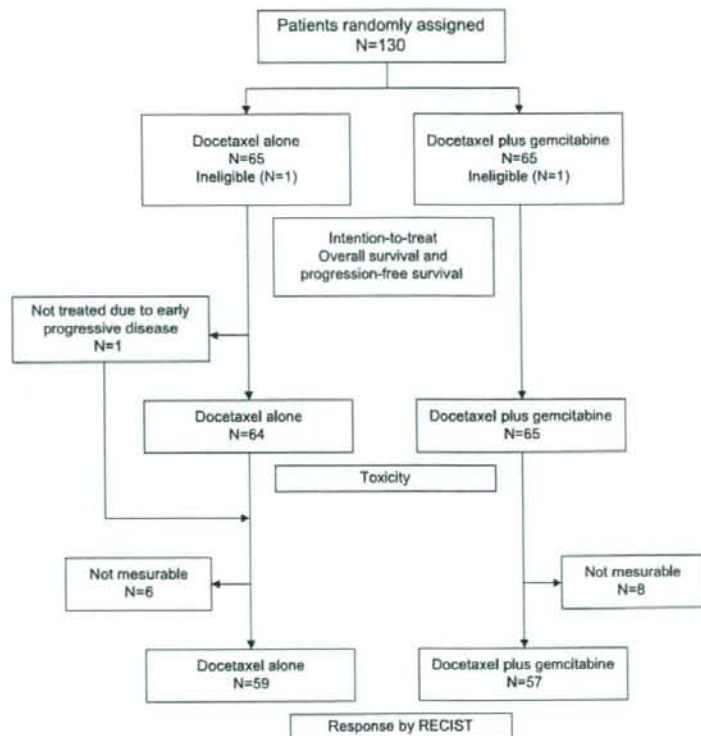 Patients randomly assigned
N=130
Docetaxel alone
N=65
Ineligible (N=1)
Docetaxel plus gemcitabine
N=65
Ineligible (N=1)
Intention-to-treat
Overall survival and
progression-free survival
Not treated due to early
progressive disease
N=1
Docetaxel alone
N=64
Docetaxel plus gemcitabine
N=65
Toxicity
Not mesurable
N=6
Not mesurable
N=8
Docetaxel alone
N=59
Docetaxel plus gemcitabine
N=57
Response by RECIST